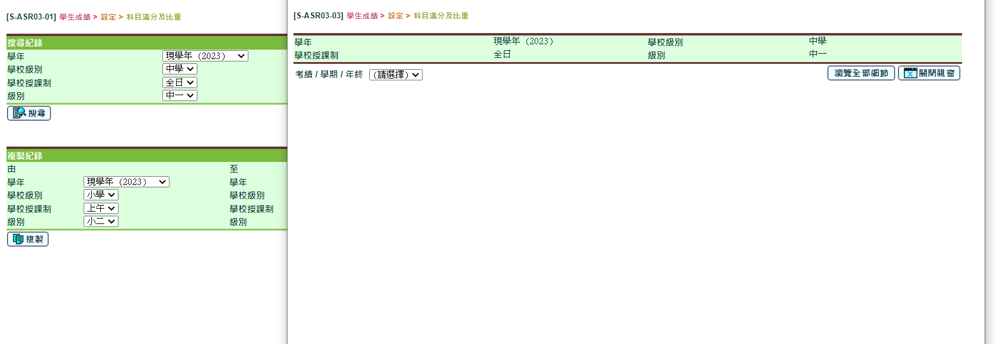 [S-ASR03-01] 學生成績 > 設定 > 科目滿分及比重
搜尋紀錄
學年 現學年 (2023)
學校級別 中學
學校授課制 全日
級別 中一
搜尋
複製紀錄
由 至
學年 現學年 (2023) 學年
學校級別 小學 學校級別
學校授課制 上午 學校授課制
級別 小二 級別
複製
[S-ASR03-03] 學生成績 > 設定 > 科目滿分及比重
學年 現學年 (2023) 學校級別 中學
學校授課制 全日 級別 中一
考績 / 學期 / 年終 (請選擇) 瀏覽全部細節 關閉視窗